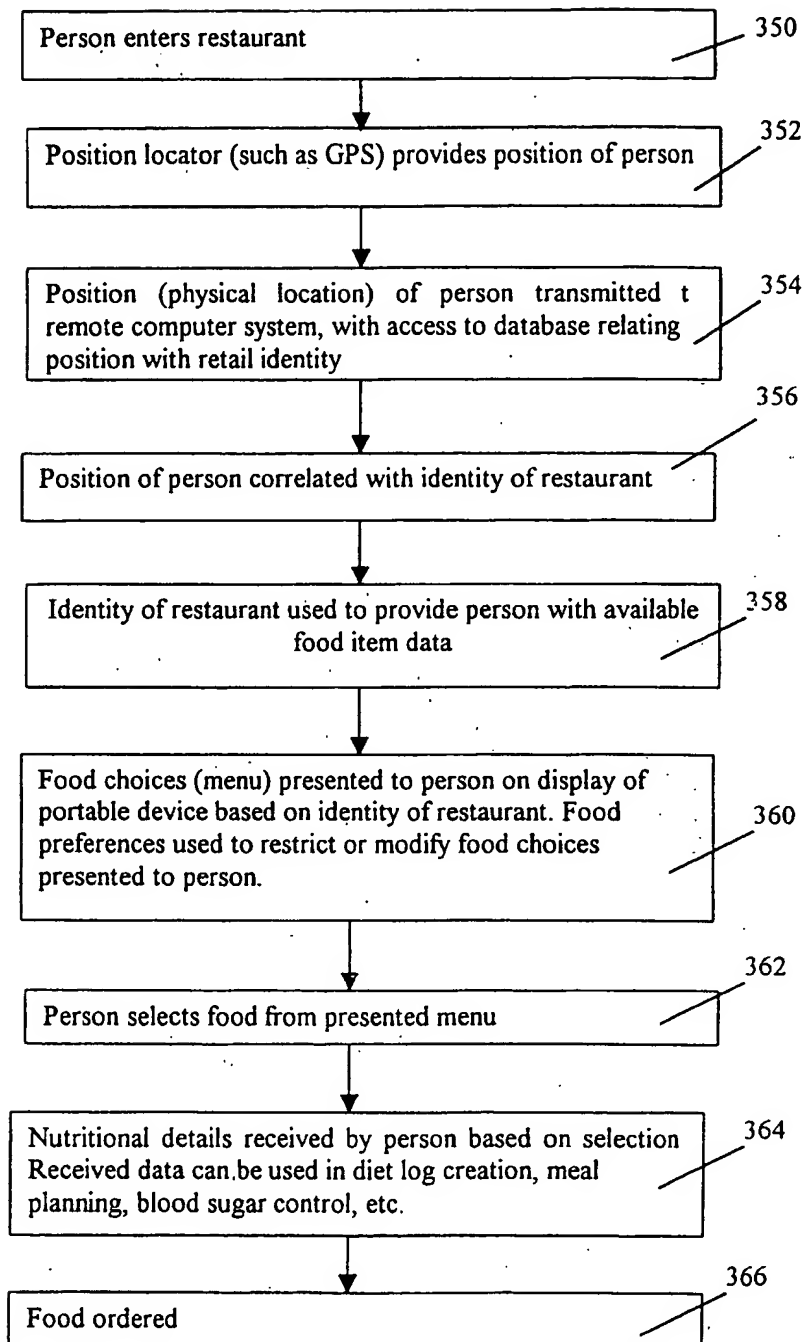 Person enters restaurant
350
Position locator (such as GPS) provides position of person
352
Position (physical location) of person transmitted t
remote computer system, with access to database relating
position with retail identity
354
356
Position of person correlated with identity of restaurant
Identity of restaurant used to provide person with available
food item data
358
Food choices (menu) presented to person on display of
portable device based on identity of restaurant. Food
preferences used to restrict or modify food choices
presented to person.
360
362
Person selects food from presented menu
Nutritional details received by person based on selection
Received data can be used in diet log creation, meal
planning, blood sugar control, etc.
364
366
Food ordered